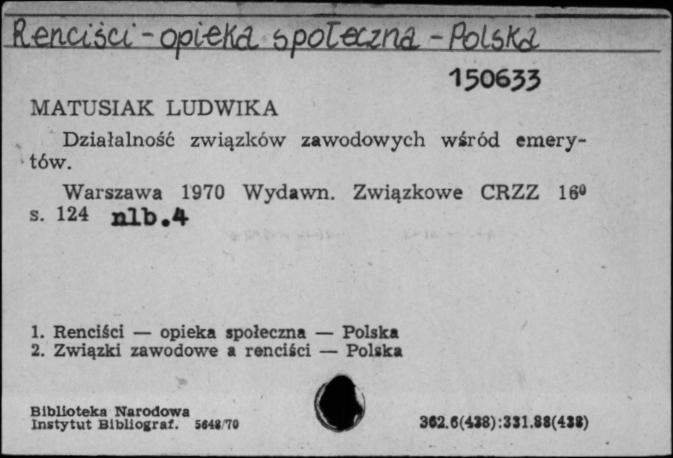 Renciści - opieka społeczna - Polska
150633
MATUSIAK LUDWIKA
Działalność związków zawodowych wśród emery-
tów.
Warszawa 1970 Wydawn. Związkowe CRZZ 16º
s. 124 nlb.4
1. Renciści — opieka społeczna — Polska
2. Związki zawodowe a renciści — Polska
Biblioteka Narodowa
Instytut Bibliograf. 5648/70
362.6(438):331.88(438)